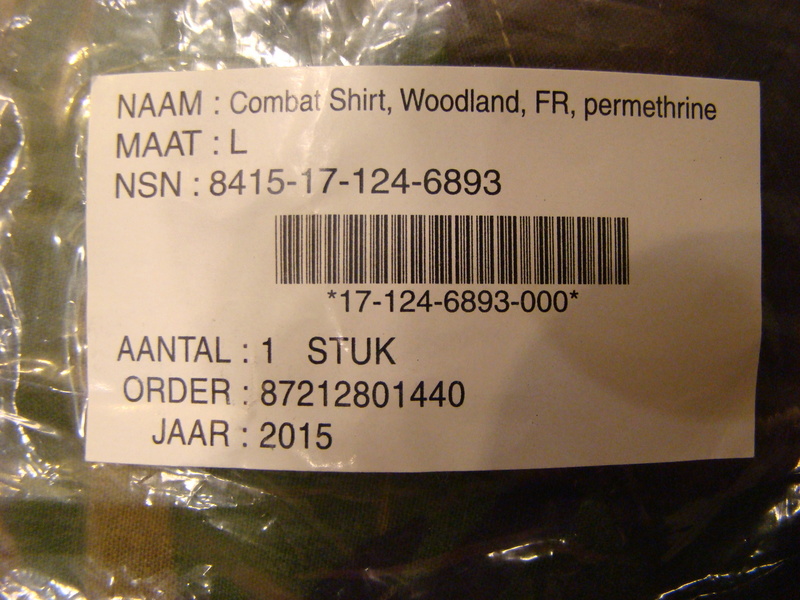 NAAM : Combat Shirt, Woodland, FR, permethrine
MAAT : L
NSN : 8415-17-124-6893
*17-124-6893-000*
AANTAL : 1 STUK
ORDER : 87212801440
JAAR : 2015